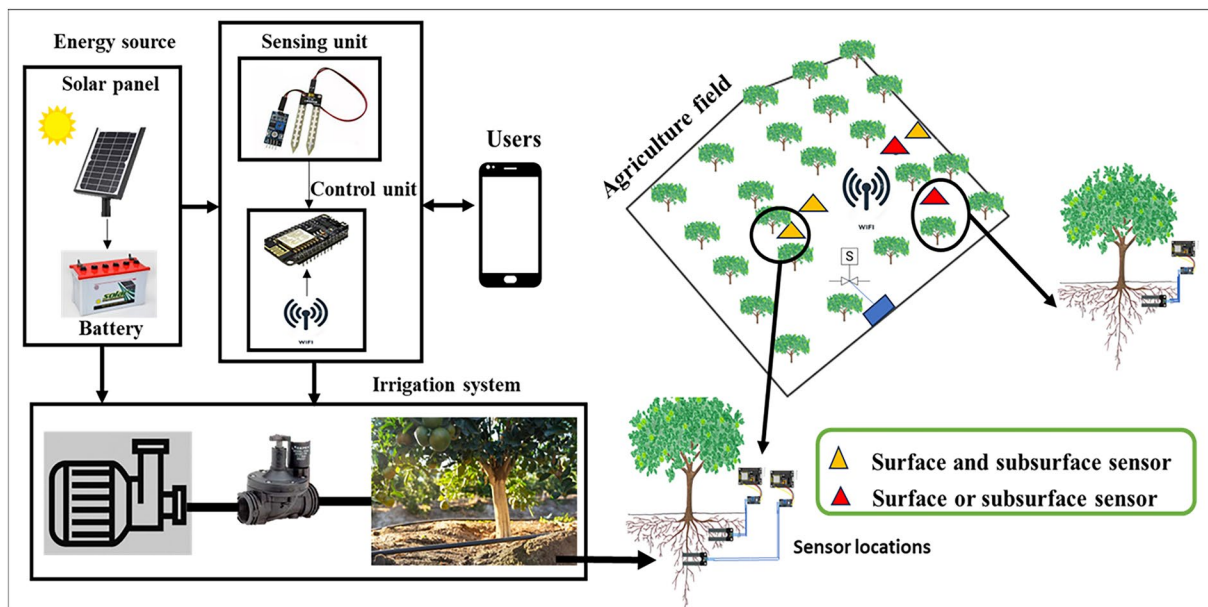 Energy source
Solar panel
Battery
Sensing unit
Control unit
WIFI
Users
Irrigation system
Agriculture field
WIFI
S
Surface and subsurface sensor
Surface or subsurface sensor
Sensor locations